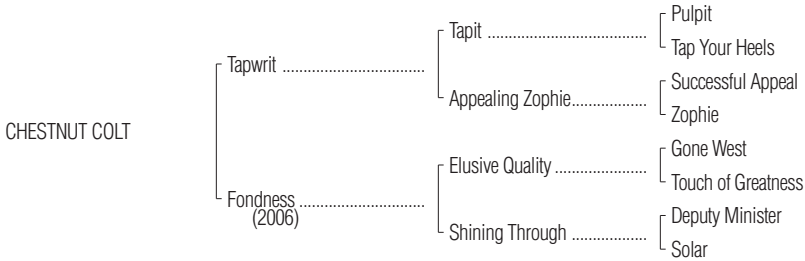 Pulpit
Tapit ....................................
Tap Your Heels
Tapwrit ................................
Successful Appeal
Appealing Zophie.................
Zophie
CHESTNUT COLT
Gone West
Elusive Quality .....................
Touch of Greatness
Fondness ............................
(2006)
Deputy Minister
Shining Through .................
Solar